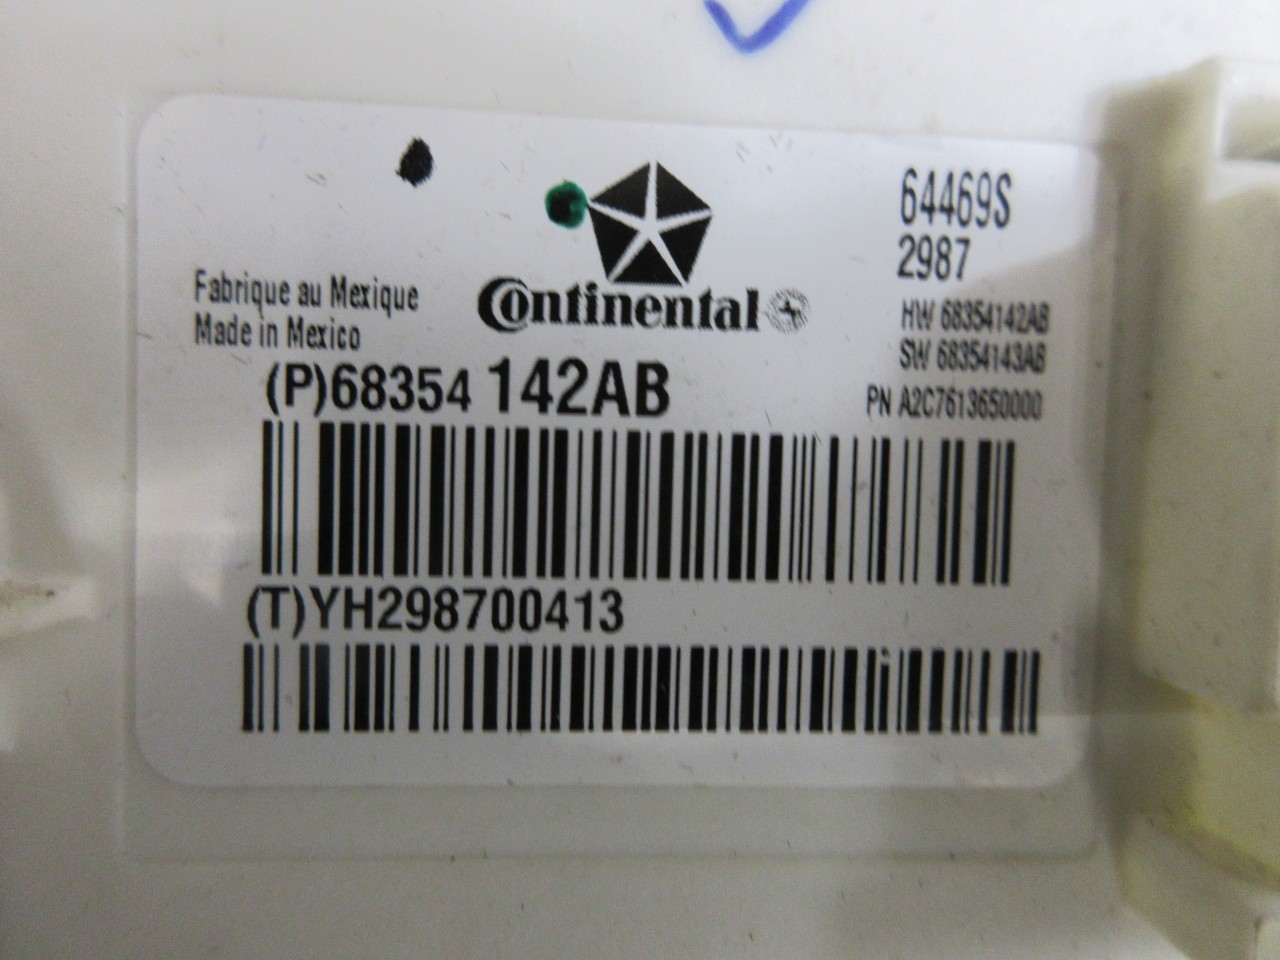 64469S
2987
Fabrique au Mexique
Made in Mexico
Continental
HW 68354142AB
SW 68354143AB
PN A2C7613650000
(P)68354 142AB
(T)YH298700413